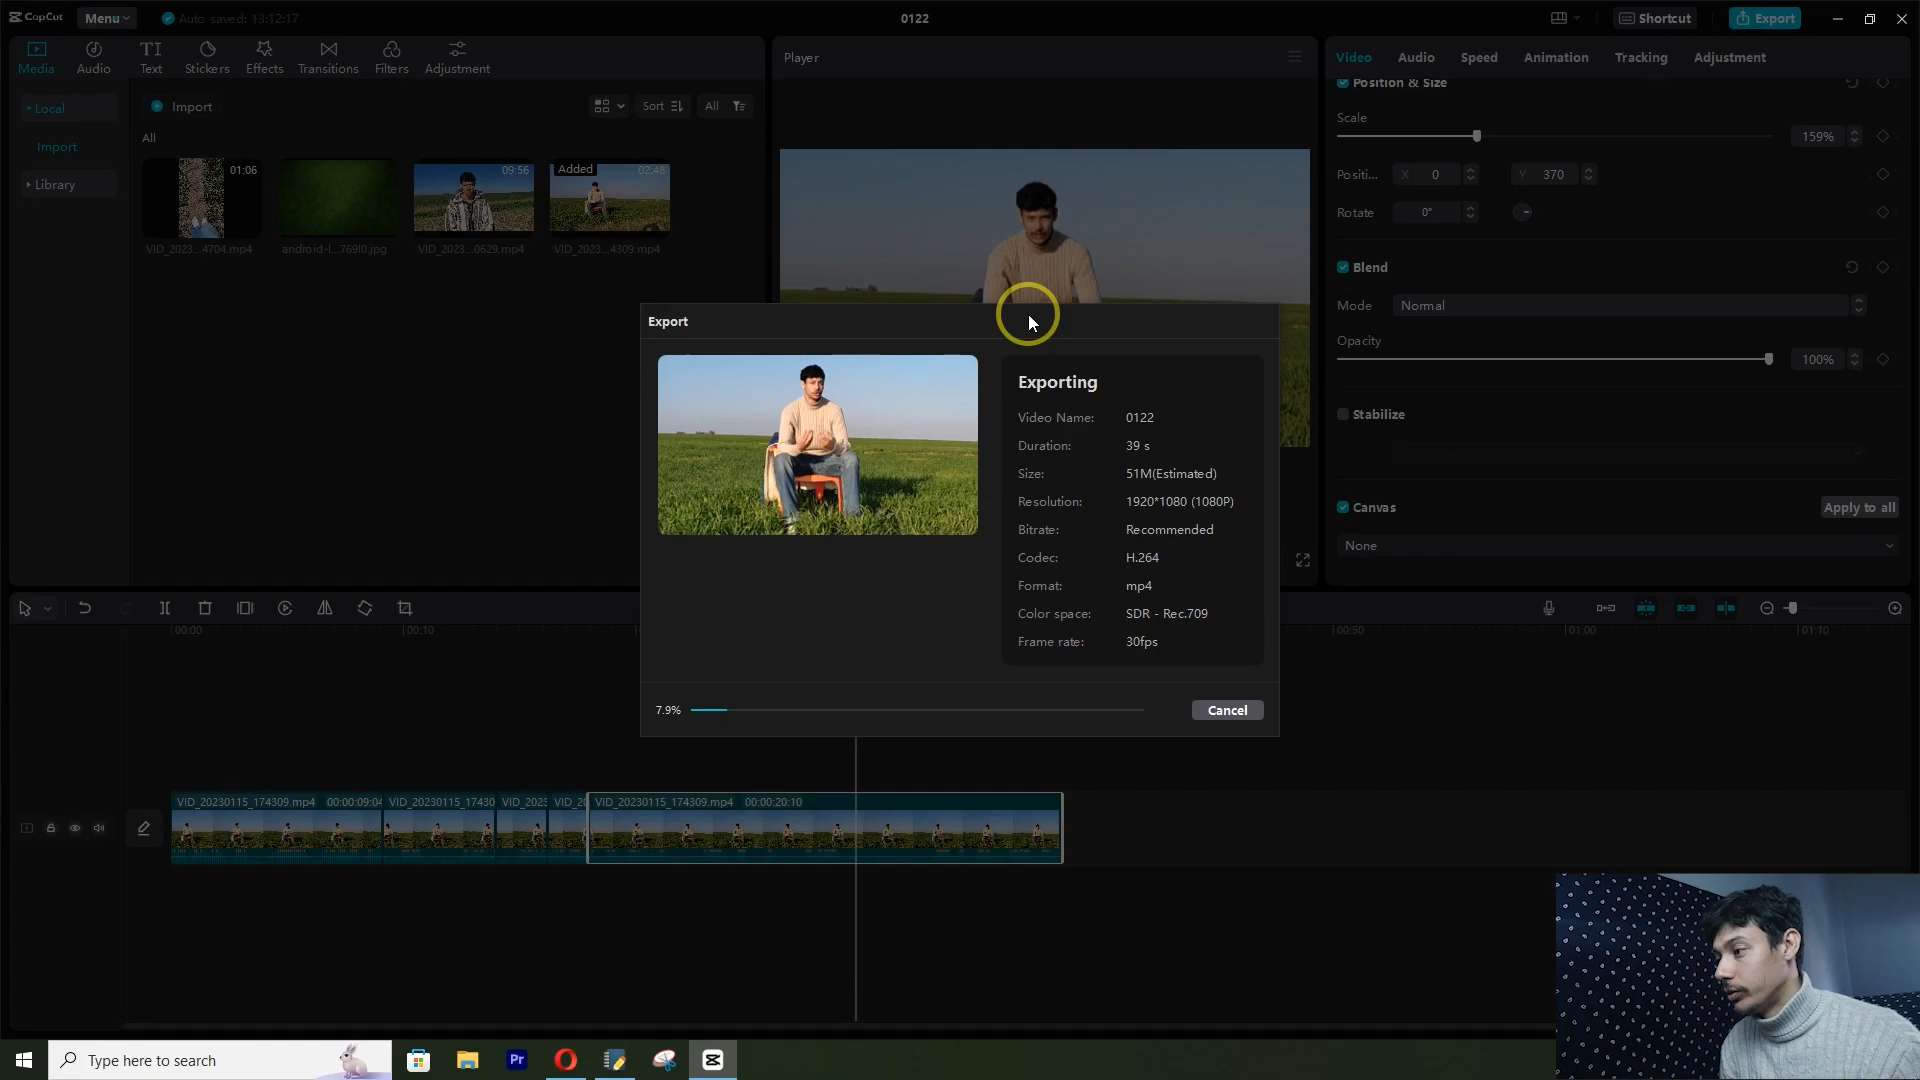 CapCut
Menu
Auto saved: 13:12:17
0122
Shortcut
Export
Media
Audio
Text
Stickers
Effects
Transitions
Filters
Adjustment
Player
Video
Audio
Speed
Animation
Tracking
Adjustment
Local
Import
Library
Import
Sort
All
All
01:06
09:56
Added
02:48
VID_2023...4704.mp4
android-l...769l0.jpg
VID_2023...0629.mp4
VID_2023...4309.mp4
Position & Size
Scale
159%
Positi...
X 0
Y 370
Rotate
0°
Blend
Mode
Normal
Opacity
100%
Stabilize
Canvas
Apply to all
None
Export
Exporting
Video Name: 0122
Duration: 39 s
Size: 51M(Estimated)
Resolution: 1920*1080 (1080P)
Bitrate: Recommended
Codec: H.264
Format: mp4
Color space: SDR - Rec.709
Frame rate: 30fps
7.9%
Cancel
00:00
00:10
00:50
01:00
01:10
VID_20230115_174309.mp4 00:00:09:04
VID_20230115_17430
VID_202
VID_20
VID_20230115_174309.mp4 00:00:20:10
Type here to search
Pr